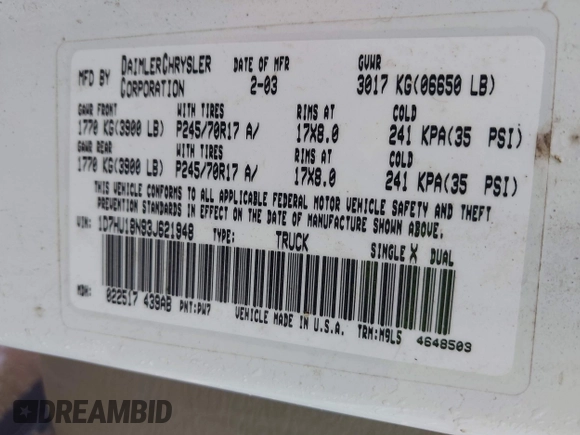 MFD BY DAIMLERCHRYSLER CORPORATION DATE OF MFR 2-03 GVWR 3017 KG(06650 LB)
GAWR FRONT WITH TIRES RIMS AT COLD
1770 KG(3900 LB) P245/70R17 A/ 17X8.0 241 KPA(35 PSI)
GAWR REAR WITH TIRES RIMS AT COLD
1770 KG(3900 LB) P245/70R17 A/ 17X8.0 241 KPA(35 PSI)
THIS VEHICLE CONFORMS TO ALL APPLICABLE FEDERAL MOTOR VEHICLE SAFETY AND THEFT
PREVENTION STANDARDS IN EFFECT ON THE DATE OF MANUFACTURE SHOWN ABOVE.
VIN: 1D7HU18N93J621948 TYPE: TRUCK SINGLE X DUAL
MDH: 022517 439AB PNT:PW7 VEHICLE MADE IN U.S.A. TRM:M9L5 4648503
DREAMBID